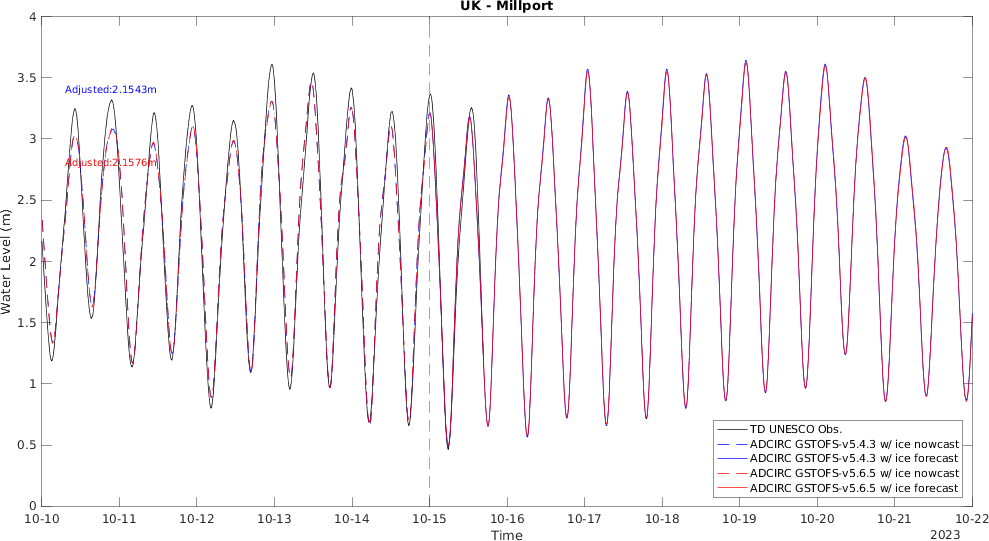 UK - Millport
4
3.5
3
2.5
2
1.5
1
0.5
0
Water Level (m)
Adjusted:2.1543m
Adjusted:2.1576m
TD UNESCO Obs.
ADCIRC GSTOFS-v5.4.3 w/ ice nowcast
ADCIRC GSTOFS-v5.4.3 w/ ice forecast
ADCIRC GSTOFS-v5.6.5 w/ ice nowcast
ADCIRC GSTOFS-v5.6.5 w/ ice forecast
10-10 10-11 10-12 10-13 10-14 10-15 10-16 10-17 10-18 10-19 10-20 10-21 10-22
Time
2023